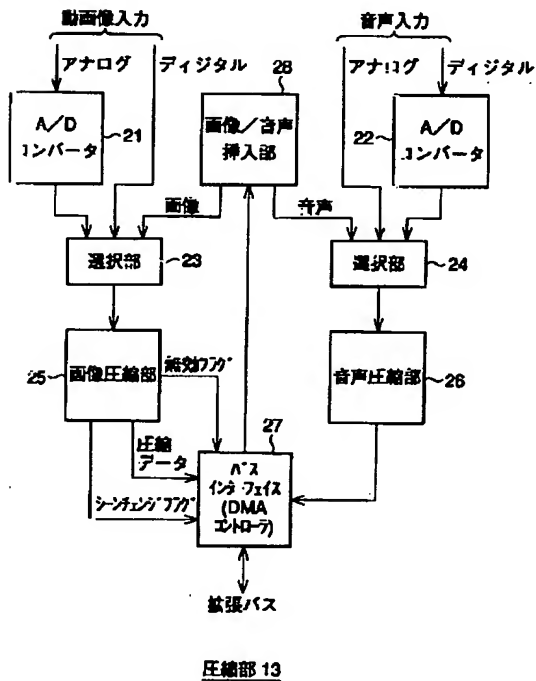 動画像入力
音声入力
アナログ
ディジタル
アナログ
ディジタル
28
A/D
コンバータ
21
画像/音声
挿入部
22
A/D
コンバータ
画像
音声
選択部
23
選択部
24
25
画像圧縮部
無効フラグ
音声圧縮部
26
圧縮
データ
27
バス
インタ・フェイス
(DMA
コントローラ)
シーンチェンジフラグ
拡張バス
圧縮部 13